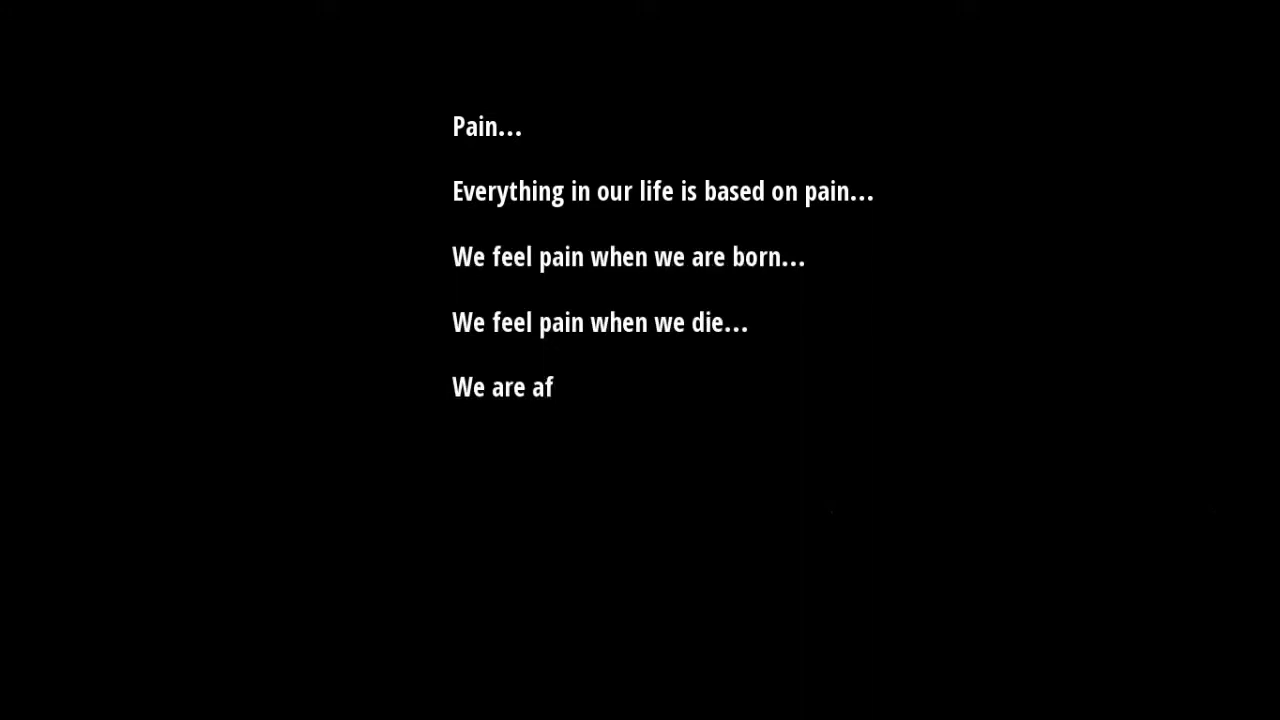 Pain...
Everything in our life is based on pain...
We feel pain when we are born...
We feel pain when we die...
We are af